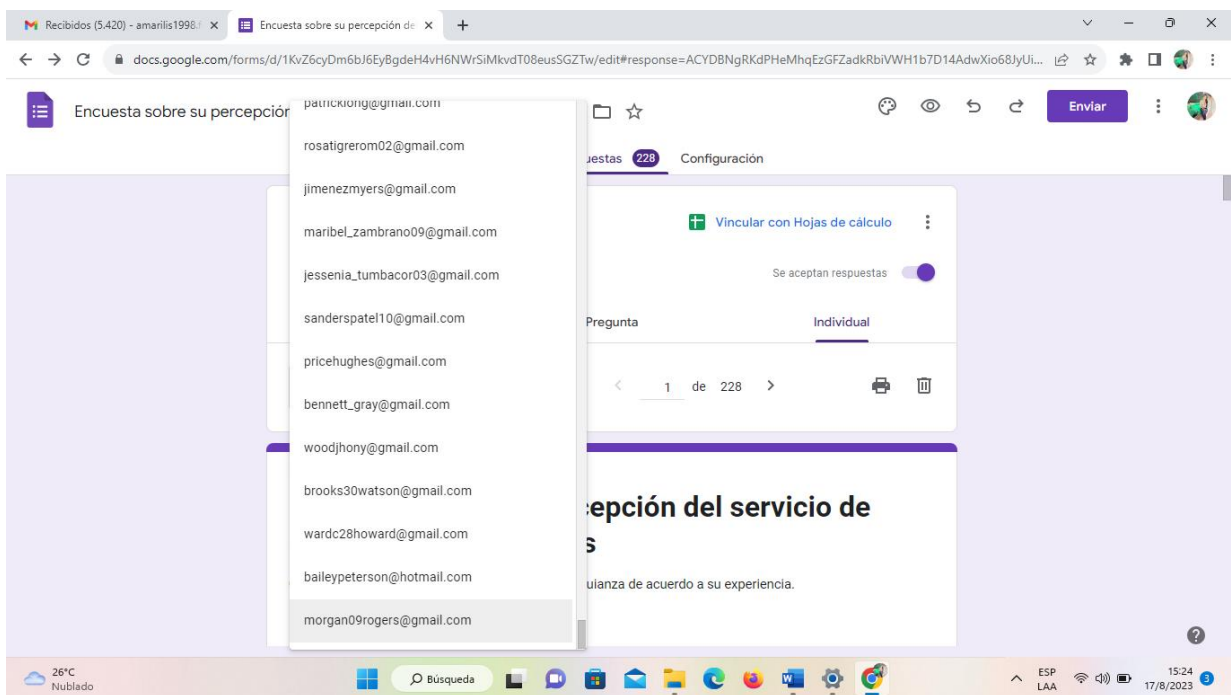 Recibidos (5.420) - amarilis1998.f
Encuesta sobre su percepción de
docs.google.com/forms/d/1KvZ6cyDm6bJ6EyBgdeH4vH6NWrSiMkvdT08eusSGZTw/edit#response=ACYDBNgRKdPHeMhqEzGFZadkRbiVWH1b7D14AdwXio68JyUi...
Encuesta sobre su percepción
Enviar
uestas 228 Configuración
patricklong@gmail.com
rosatigrerom02@gmail.com
jimenezmyers@gmail.com
maribel_zambrano09@gmail.com
jessenia_tumbacor03@gmail.com
sanderspatel10@gmail.com
pricehughes@gmail.com
bennett_gray@gmail.com
woodjhony@gmail.com
brooks30watson@gmail.com
wardc28howard@gmail.com
baileypeterson@hotmail.com
morgan09rogers@gmail.com
Vincular con Hojas de cálculo
Se aceptan respuestas
Pregunta Individual
1 de 228
epción del servicio de
s
uianza de acuerdo a su experiencia.
26°C
Nublado
Búsqueda
ESP
LAA
15:24
17/8/2023
3